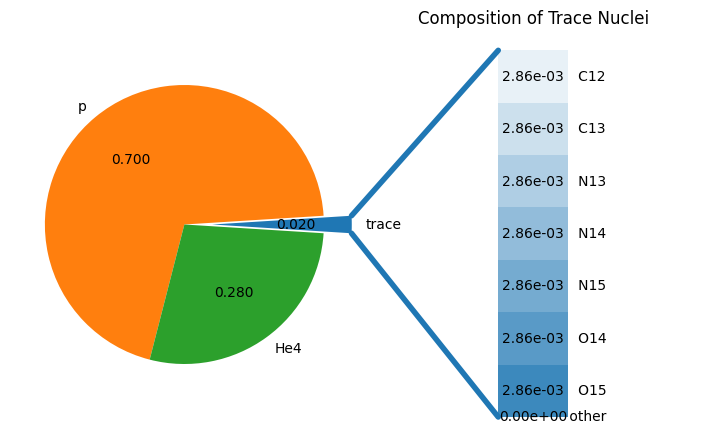 Composition of Trace Nuclei
p
0.700
0.020
trace
0.280
He4
2.86e-03 C12
2.86e-03 C13
2.86e-03 N13
2.86e-03 N14
2.86e-03 N15
2.86e-03 O14
2.86e-03 O15
0.00e+00 other